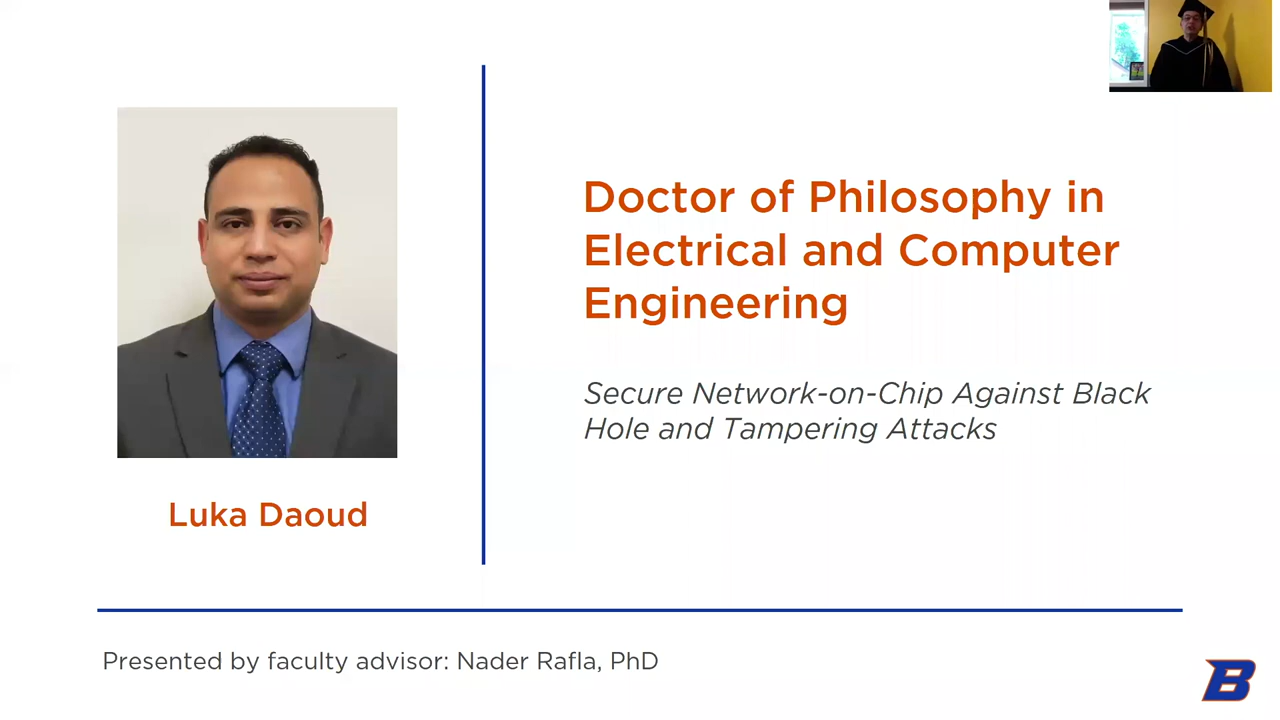 Doctor of Philosophy in
Electrical and Computer
Engineering
Secure Network-on-Chip Against Black
Hole and Tampering Attacks
Luka Daoud
Presented by faculty advisor: Nader Rafla, PhD
B